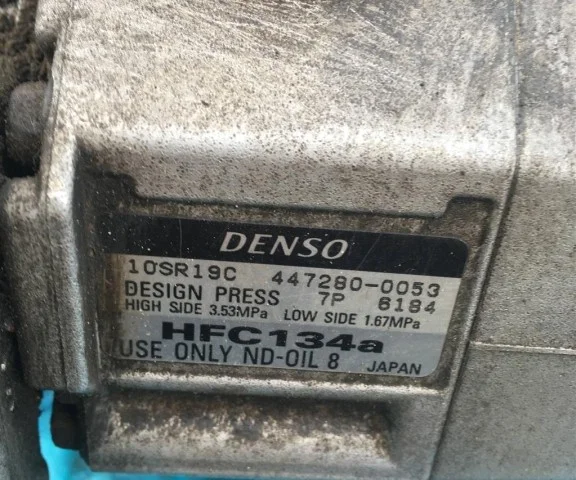 DENSO
10SR19C 447280-0053
DESIGN PRESS 7P 6184
HIGH SIDE 3.53MPa LOW SIDE 1.67MPa
HFC134a
USE ONLY ND-OIL 8 JAPAN